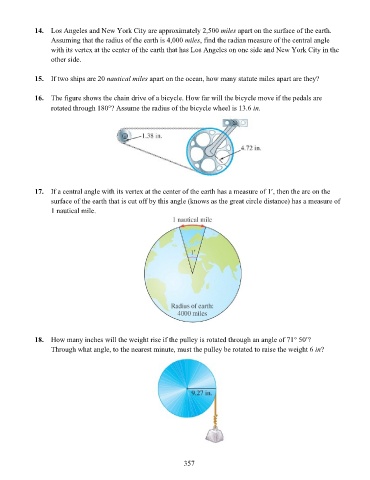 14. Los Angeles and New York City are approximately 2,500 miles apart on the surface of the earth.
Assuming that the radius of the earth is 4,000 miles, find the radian measure of the central angle
with its vertex at the center of the earth that has Los Angeles on one side and New York City in the
other side.
15. If two ships are 20 nautical miles apart on the ocean, how many statute miles apart are they?
16. The figure shows the chain drive of a bicycle. How far will the bicycle move if the pedals are
rotated through 180°? Assume the radius of the bicycle wheel is 13.6 in.
1.38 in.
4.72 in.
17. If a central angle with its vertex at the center of the earth has a measure of 1′, then the arc on the
surface of the earth that is cut off by this angle (knows as the great circle distance) has a measure of
1 nautical mile.
1 nautical mile
1′
Radius of earth:
4000 miles
18. How many inches will the weight rise if the pulley is rotated through an angle of 71° 50′?
Through what angle, to the nearest minute, must the pulley be rotated to raise the weight 6 in?
9.27 in.
357